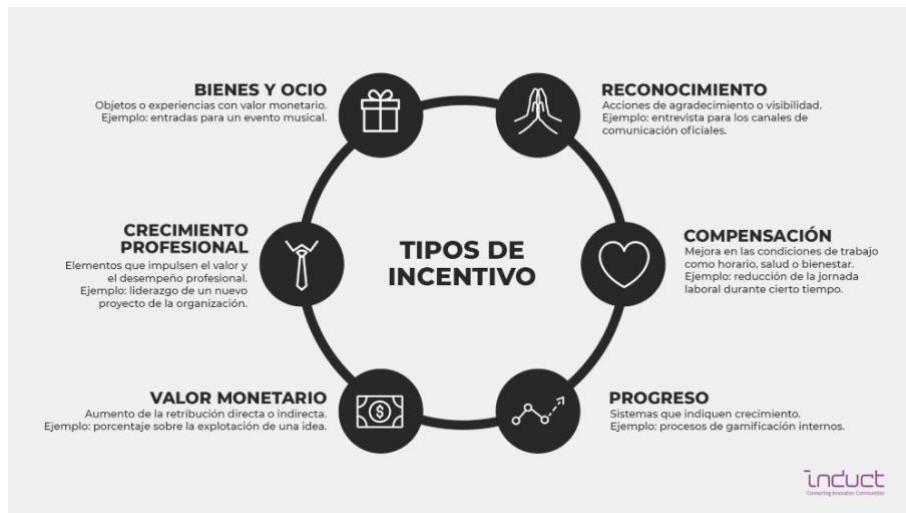 BIENES Y OCIO
Objetos o experiencias con valor monetario.
Ejemplo: entradas para un evento musical.
RECONOCIMIENTO
Acciones de agradecimiento o visibilidad.
Ejemplo: entrevista para los canales de
comunicación oficiales.
CRECIMIENTO
PROFESIONAL
Elementos que impulsen el valor y
el desempeño profesional.
Ejemplo: liderazgo de un nuevo
proyecto de la organización.
TIPOS DE
INCENTIVO
COMPENSACIÓN
Mejora en las condiciones de trabajo
como horario, salud o bienestar.
Ejemplo: reducción de la jornada
laboral durante cierto tiempo.
VALOR MONETARIO
Aumento de la retribución directa o indirecta.
Ejemplo: porcentaje sobre la explotación de una idea.
$
PROGRESO
Sistemas que indiquen crecimiento.
Ejemplo: procesos de gamificación internos.
induct
Connecting Innovation Communities